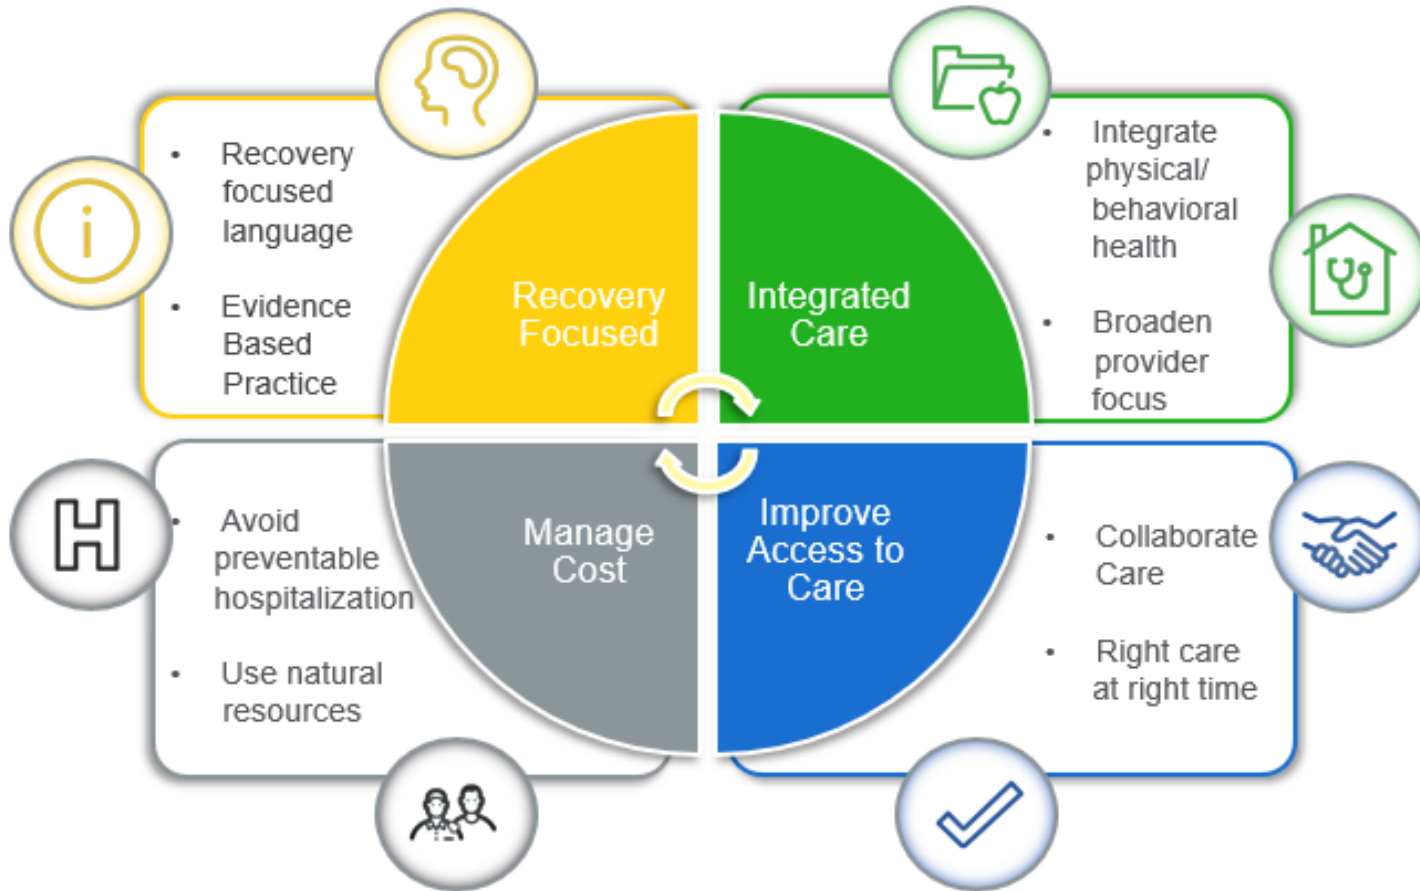 • Recovery
focused
language
• Evidence
Based
Practice
Recovery
Focused
Integrated
Care
• Integrate
physical/
behavioral
health
• Broaden
provider
focus
i
H
• Avoid
preventable
hospitalization
• Use natural
resources
Manage
Cost
Improve
Access to
Care
• Collaborate
Care
• Right care
at right time